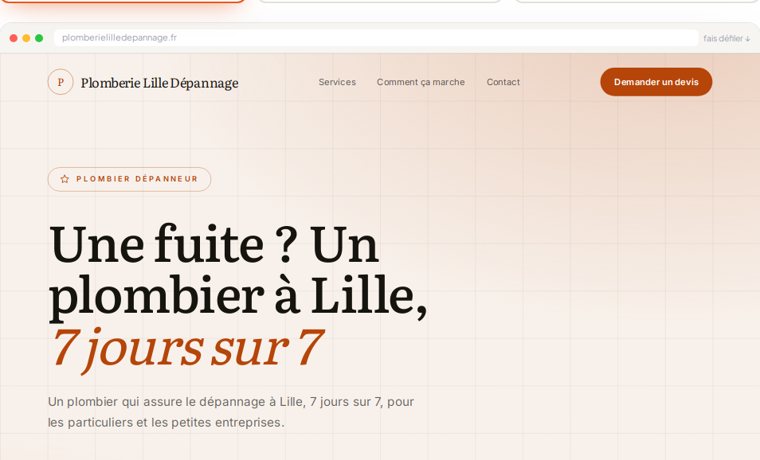 plomberielilledepannage.fr
fais défiler ↓
P
Plomberie Lille Dépannage
Services
Comment ça marche
Contact
Demander un devis
PLOMBIER DÉPANNEUR
Une fuite ? Un
plombier à Lille,
7 jours sur 7
Un plombier qui assure le dépannage à Lille, 7 jours sur 7, pour
les particuliers et les petites entreprises.